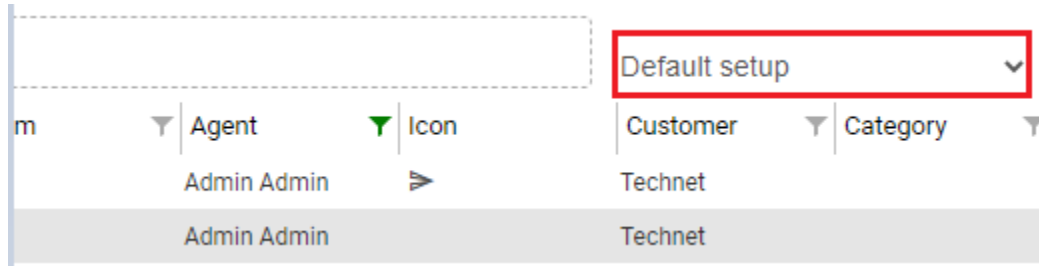 Default setup
m Agent Icon Customer Category
Admin Admin Technet
Admin Admin Technet